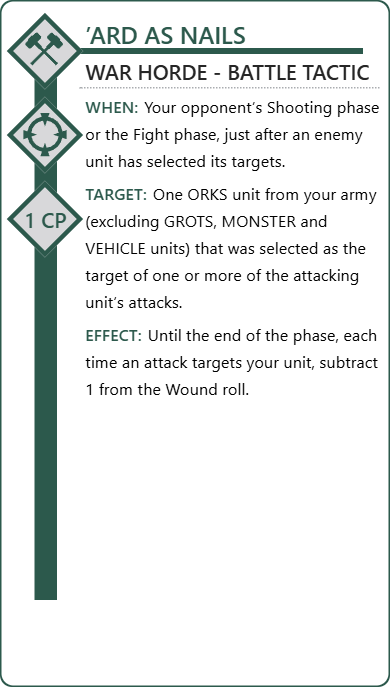 ’ARD AS NAILS
WAR HORDE - BATTLE TACTIC
WHEN: Your opponent’s Shooting phase
or the Fight phase, just after an enemy
unit has selected its targets.
1 CP
TARGET: One ORKS unit from your army
(excluding GROTS, MONSTER and
VEHICLE units) that was selected as the
target of one or more of the attacking
unit’s attacks.
EFFECT: Until the end of the phase, each
time an attack targets your unit, subtract
1 from the Wound roll.